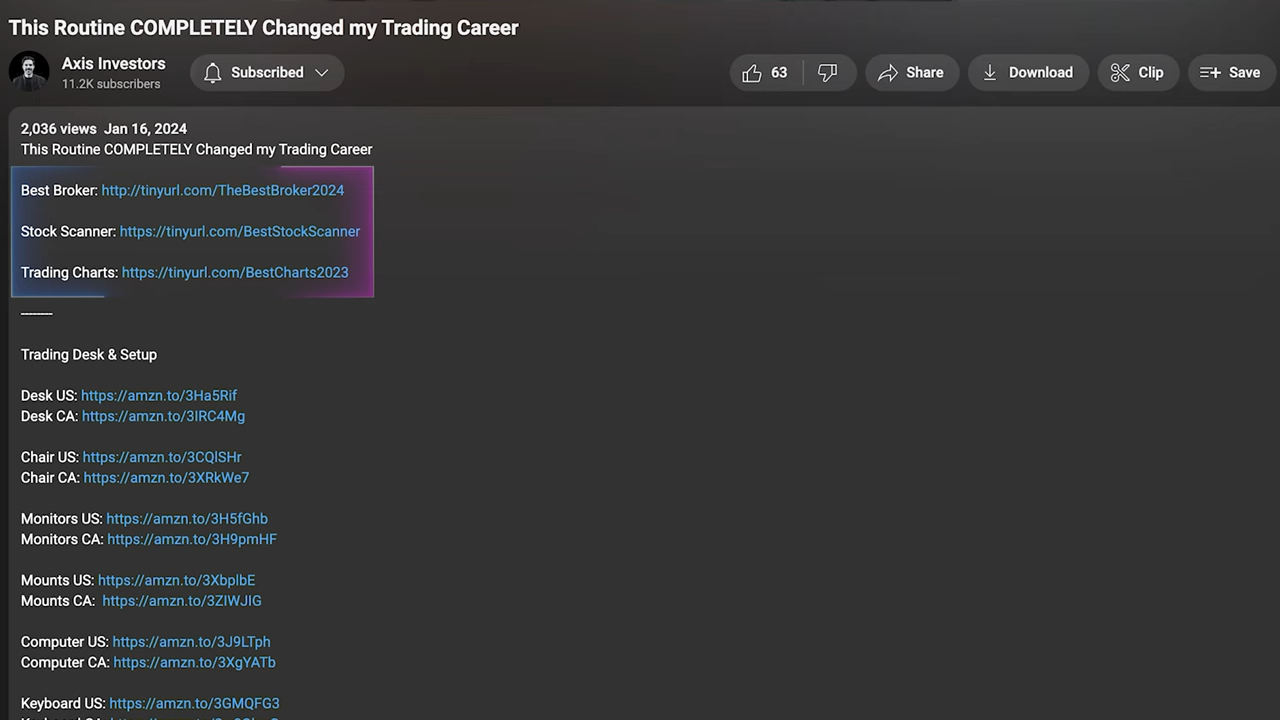 This Routine COMPLETELY Changed my Trading Career
Axis Investors
11.2K subscribers
Subscribed
63
Share
Download
Clip
Save
2,036 views Jan 16, 2024
This Routine COMPLETELY Changed my Trading Career
Best Broker: http://tinyurl.com/TheBestBroker2024
Stock Scanner: https://tinyurl.com/BestStockScanner
Trading Charts: https://tinyurl.com/BestCharts2023
--------
Trading Desk & Setup
Desk US: https://amzn.to/3Ha5Rif
Desk CA: https://amzn.to/3IRC4Mg
Chair US: https://amzn.to/3CQlSHr
Chair CA: https://amzn.to/3XRkWe7
Monitors US: https://amzn.to/3H5fGhb
Monitors CA: https://amzn.to/3H9pmHF
Mounts US: https://amzn.to/3XbplbE
Mounts CA: https://amzn.to/3ZIWJIG
Computer US: https://amzn.to/3J9LTph
Computer CA: https://amzn.to/3XgYATb
Keyboard US: https://amzn.to/3GMQFG3